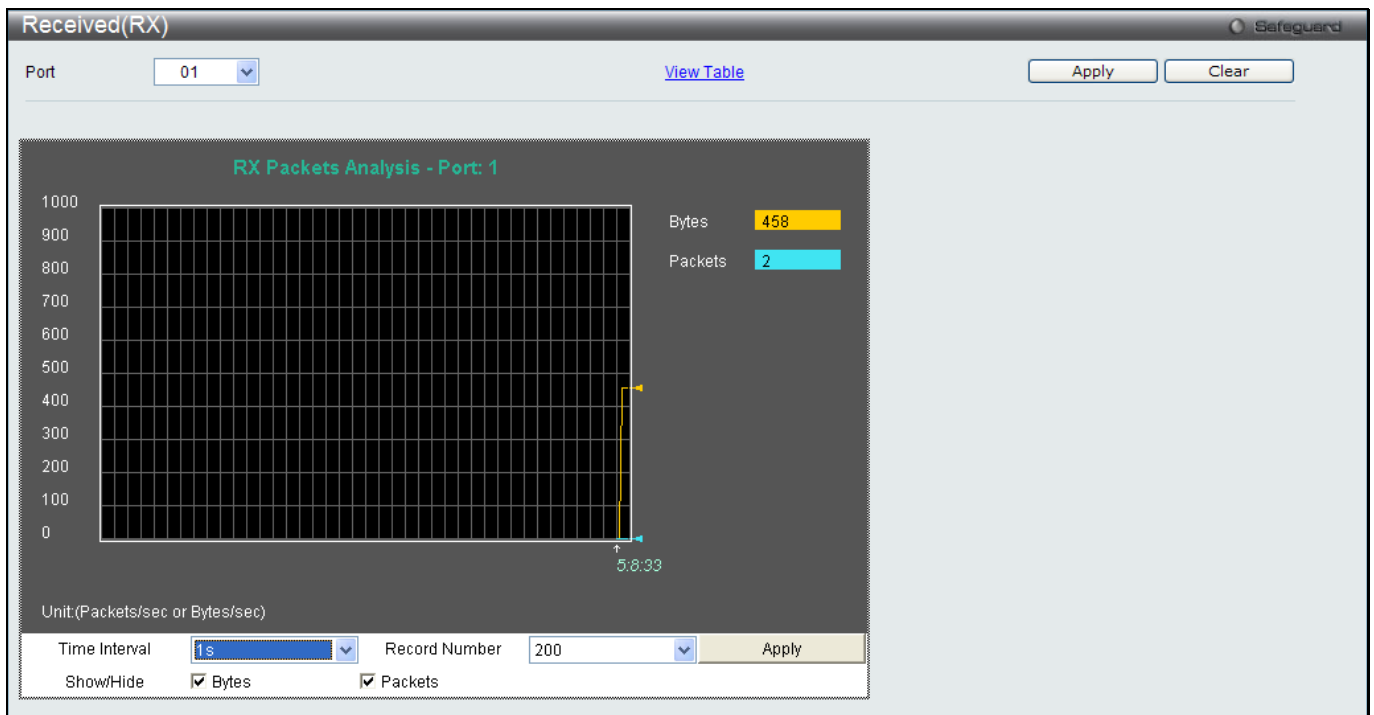 Received(RX)
Safeguard
Port 01 View Table Apply Clear
RX Packets Analysis - Port: 1
1000
900
800
700
600
500
400
300
200
100
0
Bytes 458
Packets 2
5:8:33
Unit:(Packets/sec or Bytes/sec)
Time Interval 1s Record Number 200 Apply
Show/Hide Bytes Packets